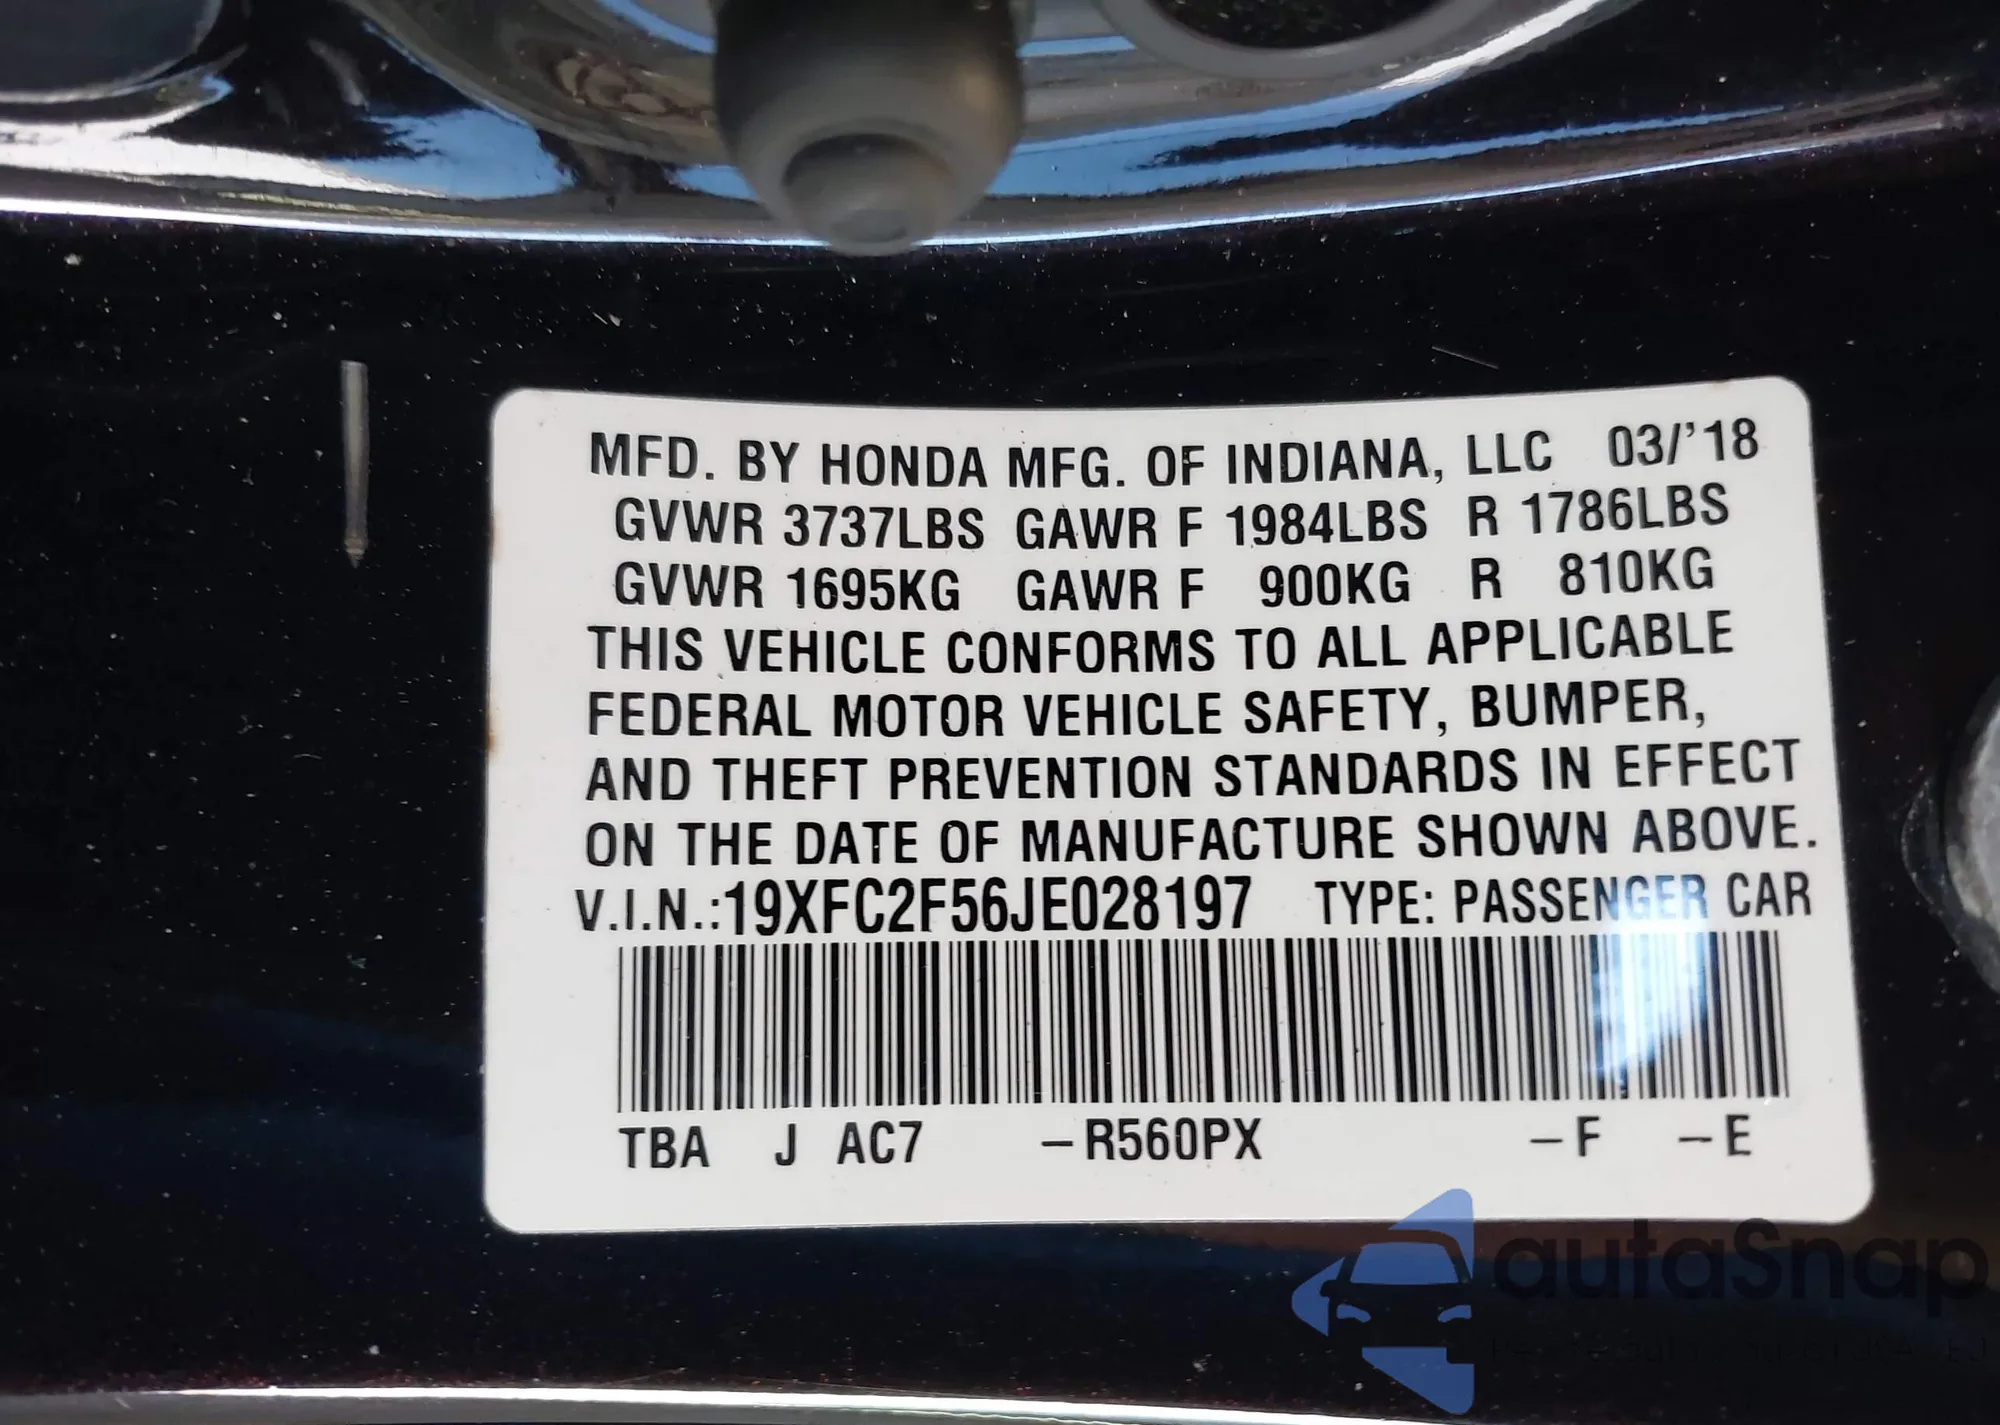 MFD. BY HONDA MFG. OF INDIANA, LLC 03/'18
GVWR 3737LBS GAWR F 1984LBS R 1786LBS
GVWR 1695KG GAWR F 900KG R 810KG
THIS VEHICLE CONFORMS TO ALL APPLICABLE
FEDERAL MOTOR VEHICLE SAFETY, BUMPER,
AND THEFT PREVENTION STANDARDS IN EFFECT
ON THE DATE OF MANUFACTURE SHOWN ABOVE.
V.I.N.:19XFC2F56JE028197 TYPE: PASSENGER CAR
TBA J AC7 –R560PX –F –E
autaSnap